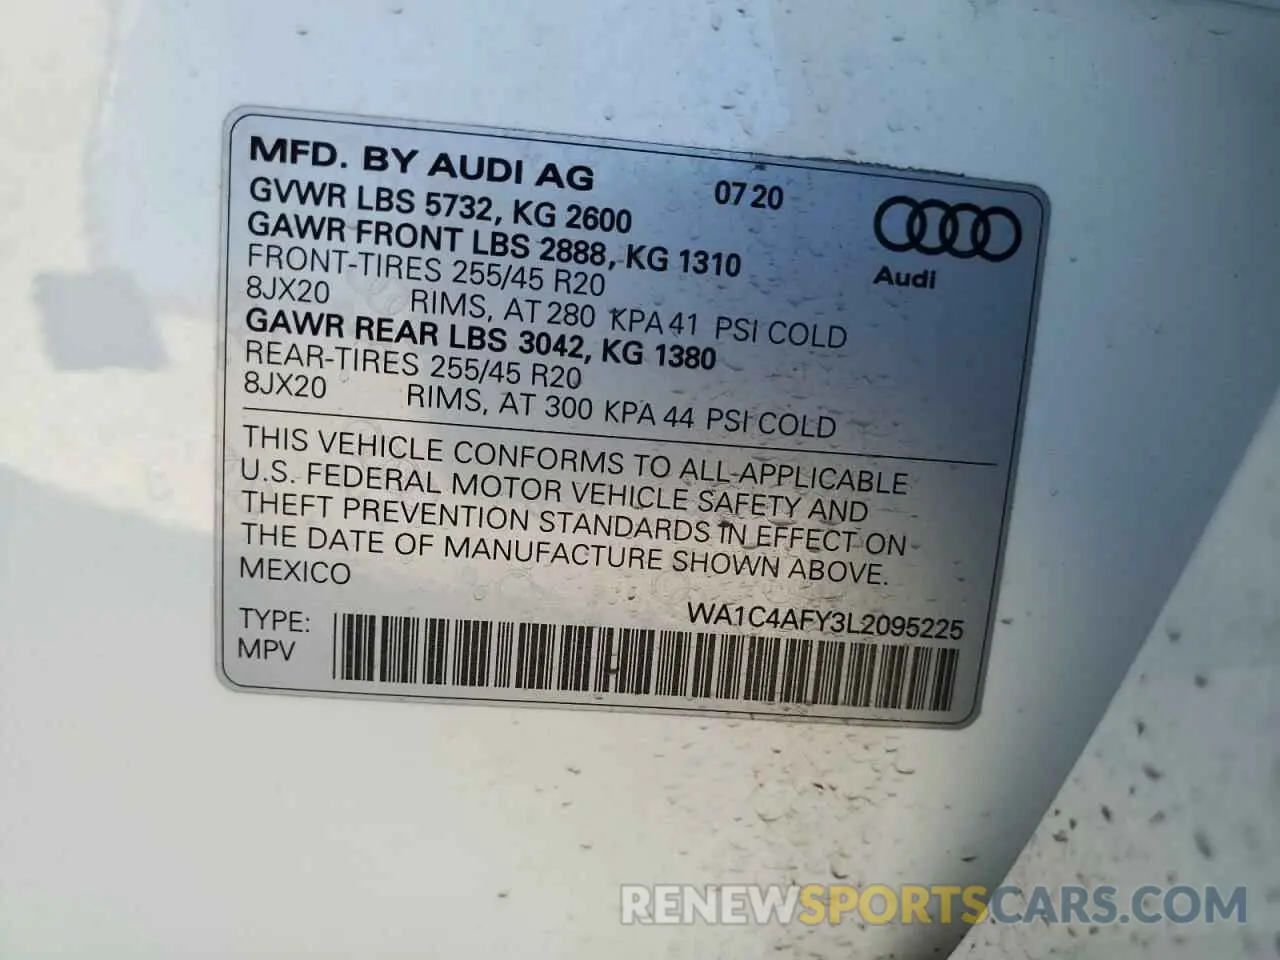 MFD. BY AUDI AG 07 20
GVWR LBS 5732, KG 2600
GAWR FRONT LBS 2888, KG 1310
Audi
FRONT-TIRES 255/45 R20
8JX20 RIMS, AT 280 KPA 41 PSI COLD
GAWR REAR LBS 3042, KG 1380
REAR-TIRES 255/45 R20
8JX20 RIMS, AT 300 KPA 44 PSI COLD
THIS VEHICLE CONFORMS TO ALL APPLICABLE
U.S. FEDERAL MOTOR VEHICLE SAFETY AND
THEFT PREVENTION STANDARDS IN EFFECT ON
THE DATE OF MANUFACTURE SHOWN ABOVE.
MEXICO
WA1C4AFY3L2095225
TYPE:
MPV
RENEWSPORTSCARS.COM